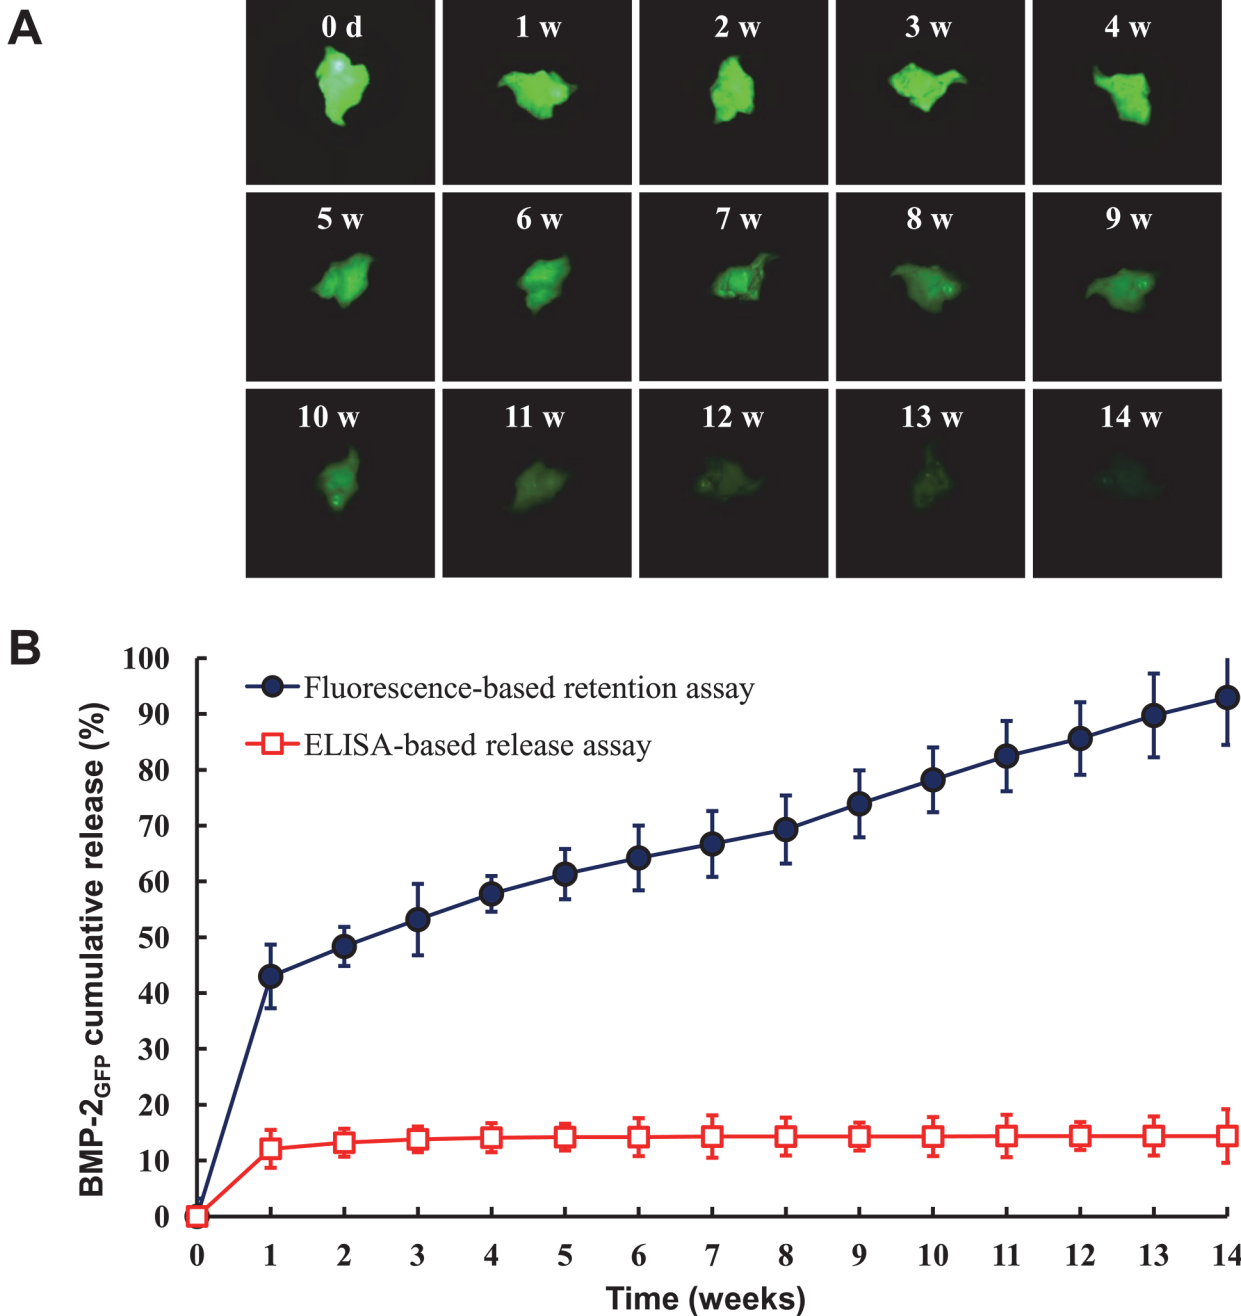 A
0 d 1 w 2 w 3 w 4 w
5 w 6 w 7 w 8 w 9 w
10 w 11 w 12 w 13 w 14 w
B
BMP-2GFP cumulative release (%)
100
90
80
70
60
50
40
30
20
10
0
Fluorescence-based retention assay
ELISA-based release assay
0 1 2 3 4 5 6 7 8 9 10 11 12 13 14
Time (weeks)